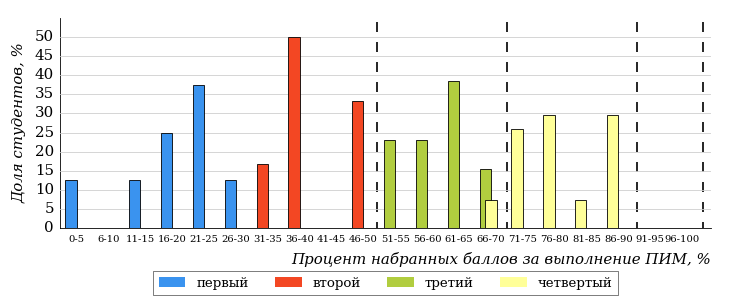 Доля студентов, %
50
45
40
35
30
25
20
15
10
5
0
0-5 6-10 11-15 16-20 21-25 26-30 31-35 36-40 41-45 46-50 51-55 56-60 61-65 66-70 71-75 76-80 81-85 86-90 91-95 96-100
Процент набранных баллов за выполнение ПИМ, %
первый второй третий четвертый